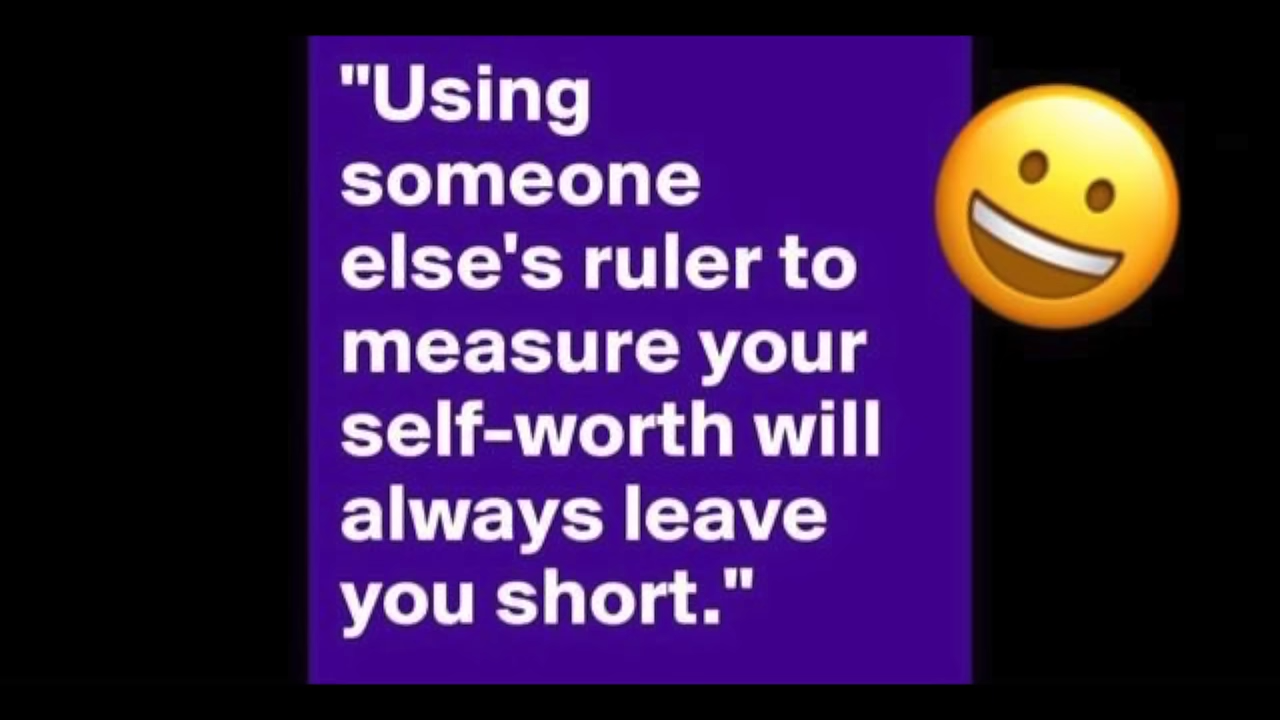 "Using
someone
else's ruler to
measure your
self-worth will
always leave
you short."